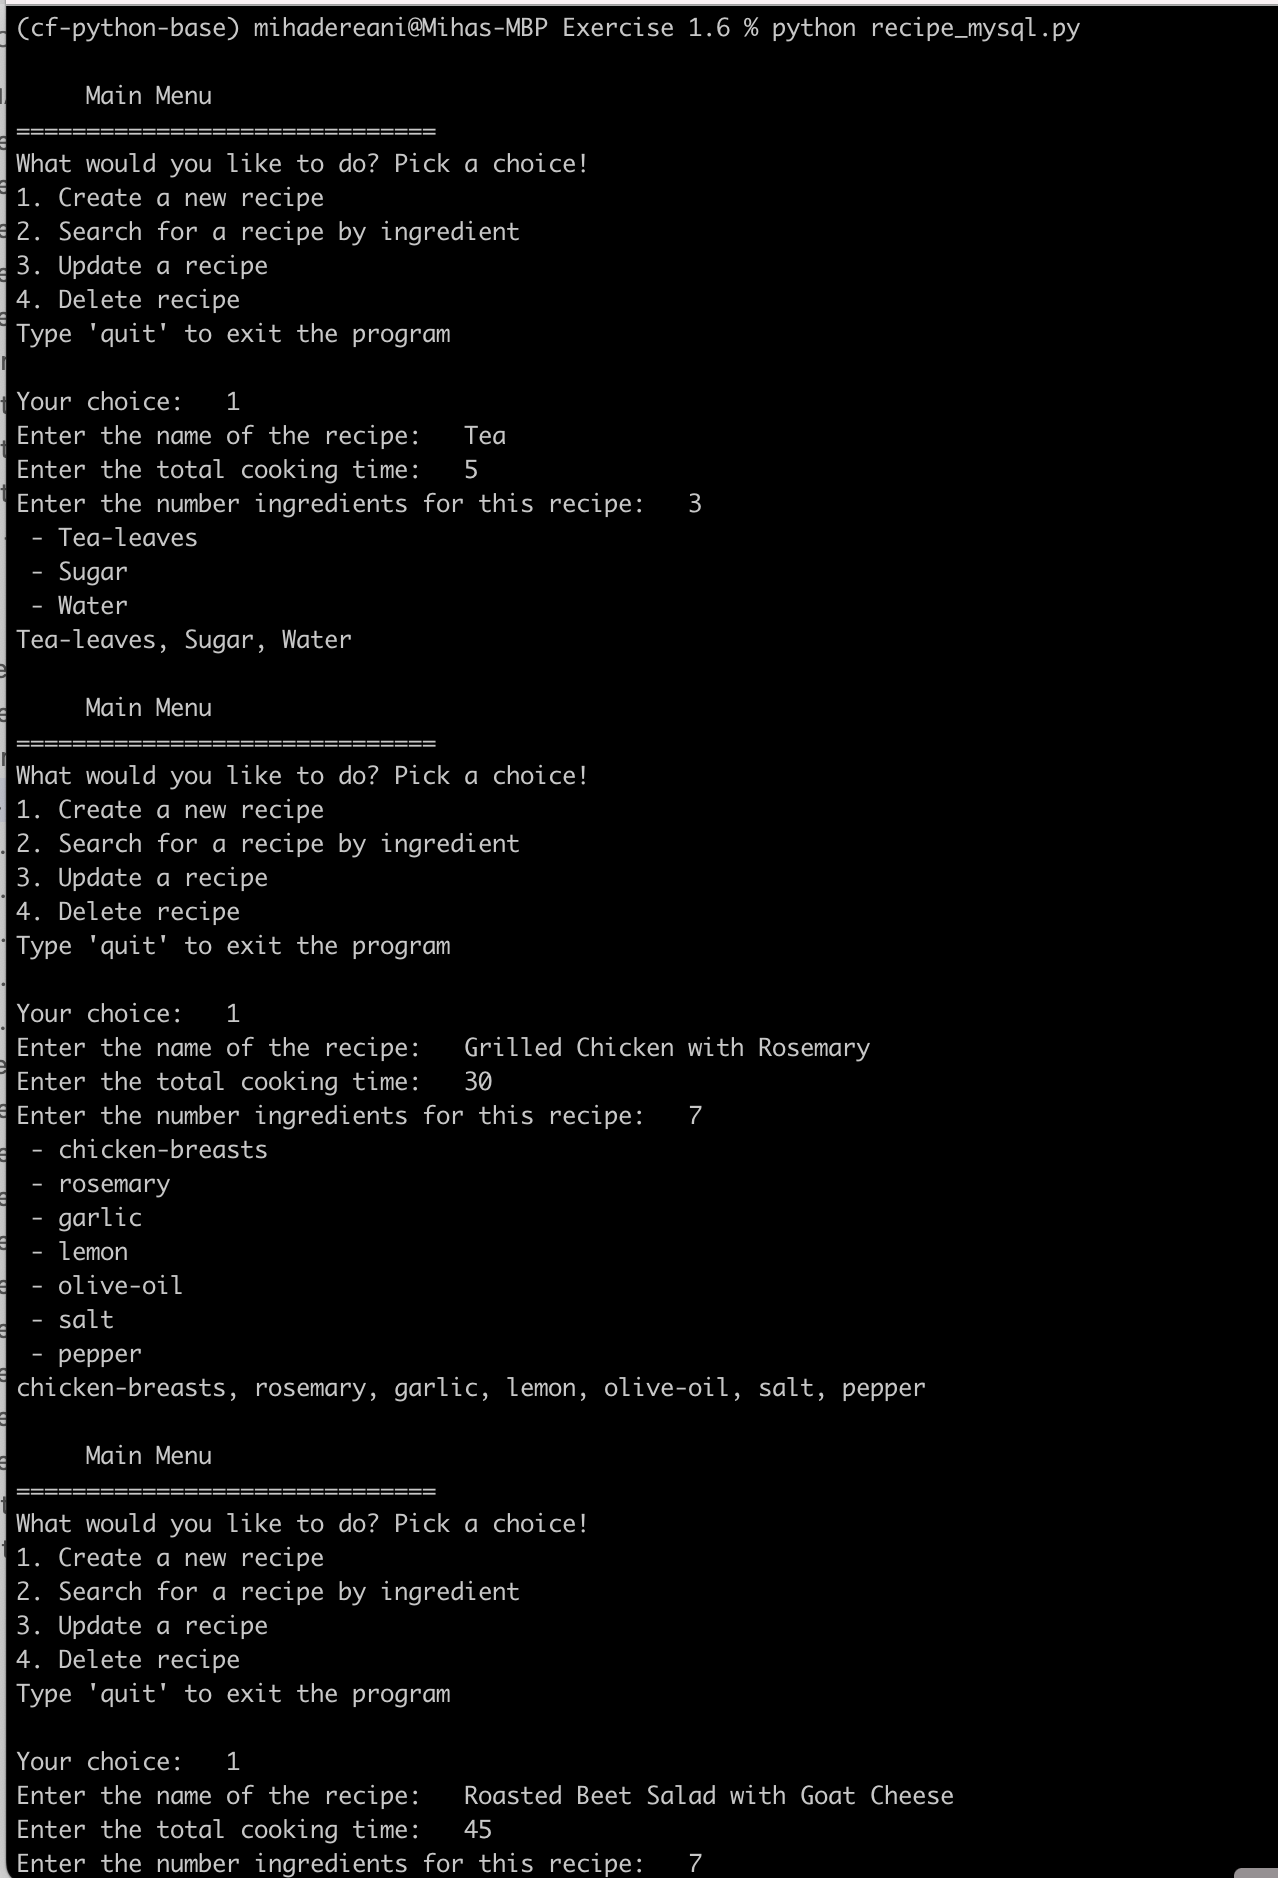 (cf-python-base) mihadereani@Mihas-MBP Exercise 1.6 % python recipe_mysql.py
Main Menu
==============================
What would you like to do? Pick a choice!
1. Create a new recipe
2. Search for a recipe by ingredient
3. Update a recipe
4. Delete recipe
Type 'quit' to exit the program
Your choice:   1
Enter the name of the recipe:   Tea
Enter the total cooking time:   5
Enter the number ingredients for this recipe:   3
- Tea-leaves
- Sugar
- Water
Tea-leaves, Sugar, Water
Main Menu
==============================
What would you like to do? Pick a choice!
1. Create a new recipe
2. Search for a recipe by ingredient
3. Update a recipe
4. Delete recipe
Type 'quit' to exit the program
Your choice:   1
Enter the name of the recipe:   Grilled Chicken with Rosemary
Enter the total cooking time:   30
Enter the number ingredients for this recipe:   7
- chicken-breasts
- rosemary
- garlic
- lemon
- olive-oil
- salt
- pepper
chicken-breasts, rosemary, garlic, lemon, olive-oil, salt, pepper
Main Menu
==============================
What would you like to do? Pick a choice!
1. Create a new recipe
2. Search for a recipe by ingredient
3. Update a recipe
4. Delete recipe
Type 'quit' to exit the program
Your choice:   1
Enter the name of the recipe:   Roasted Beet Salad with Goat Cheese
Enter the total cooking time:   45
Enter the number ingredients for this recipe:   7